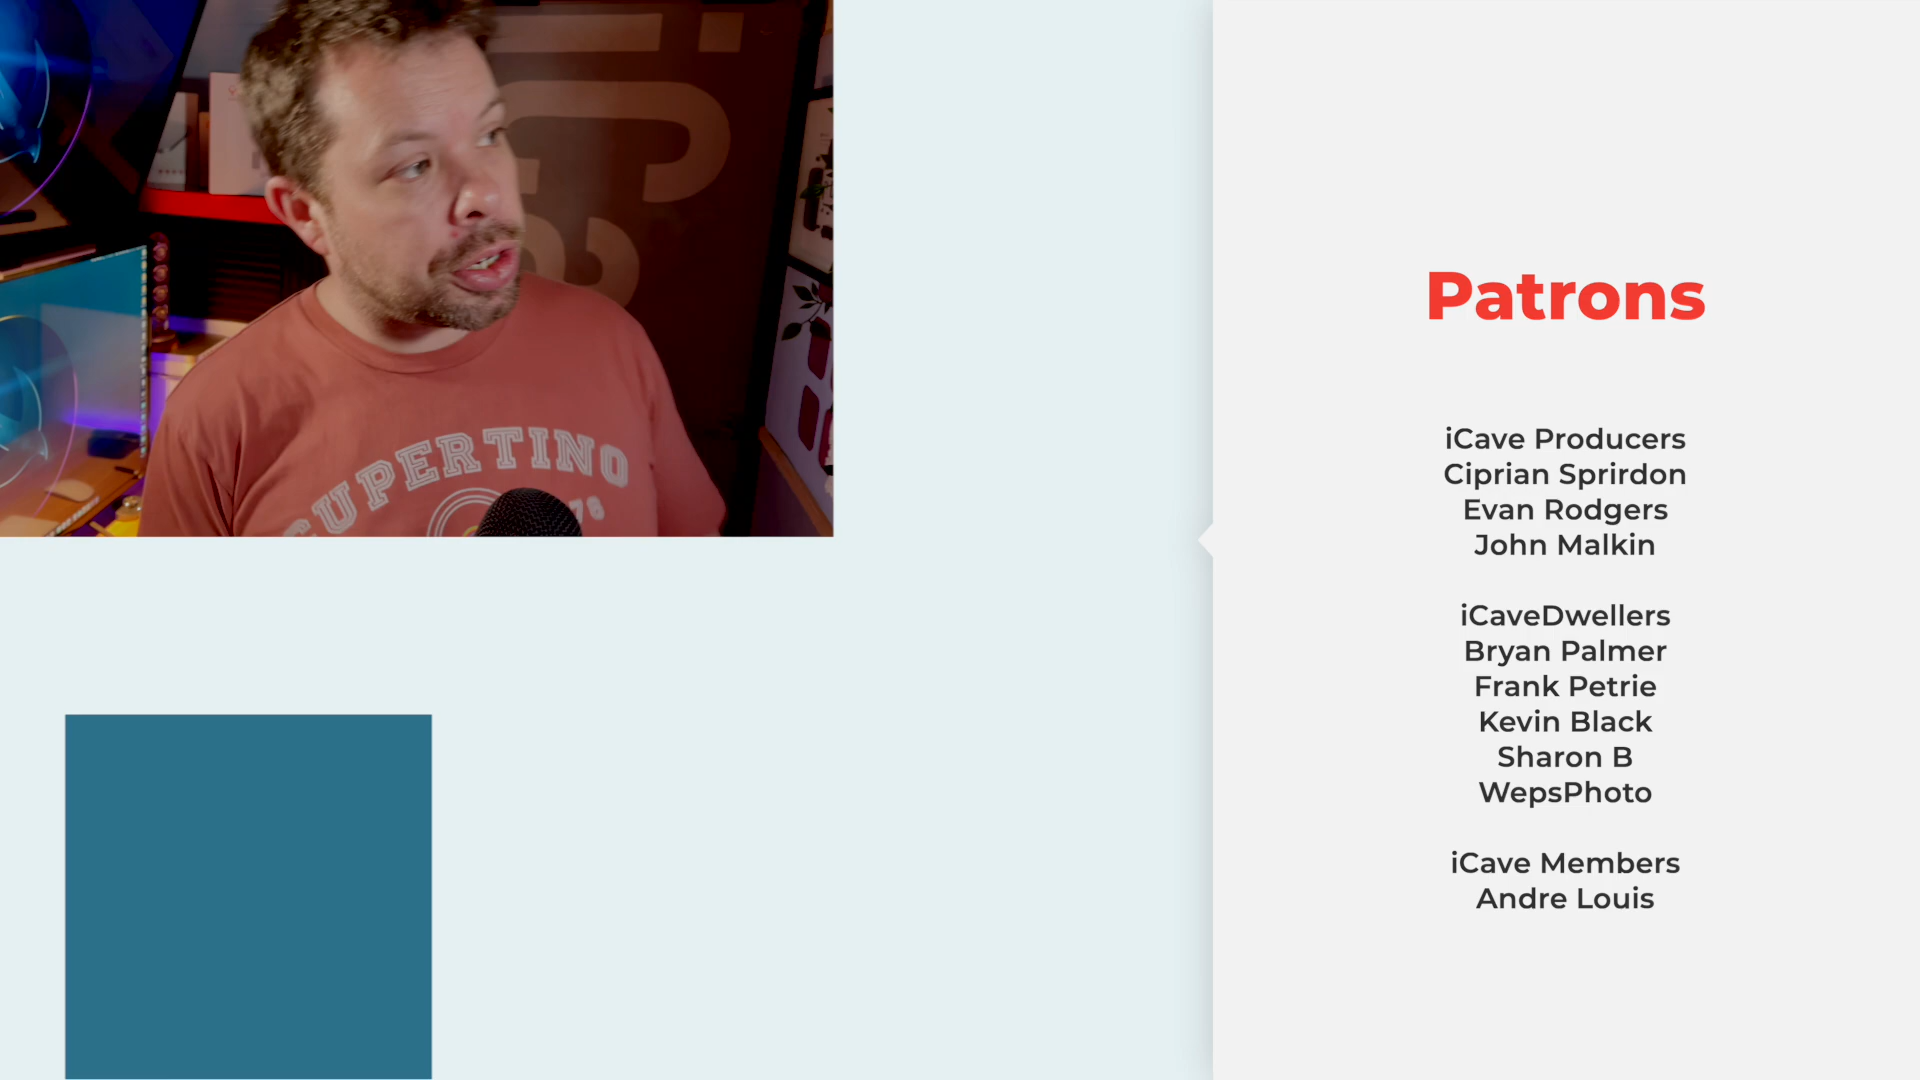 CUPERTINO
Patrons
iCave Producers
Ciprian Sprirdon
Evan Rodgers
John Malkin
iCaveDwellers
Bryan Palmer
Frank Petrie
Kevin Black
Sharon B
WepsPhoto
iCave Members
Andre Louis